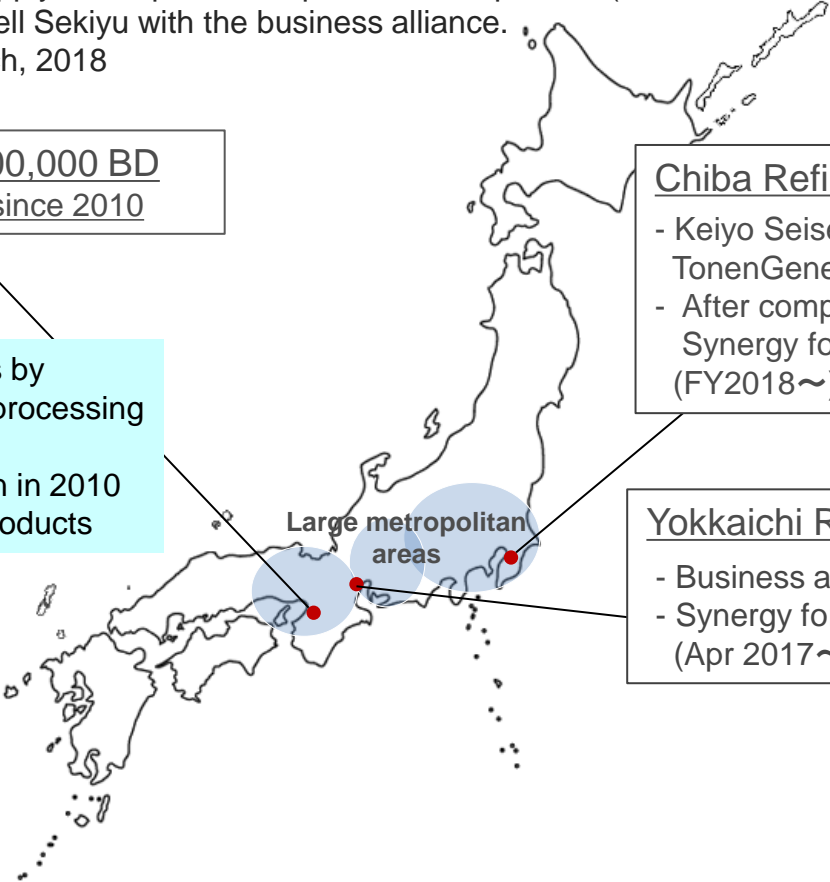 ell Sekiyu with the business alliance.
h, 2018
00,000 BD
since 2010
s by
processing
n in 2010
oducts
Large metropolitan
areas
Chiba Refi
- Keiyo Seis
TonenGene
- After comp
Synergy fo
(FY2018～)
Yokkaichi R
- Business a
- Synergy fo
(Apr 2017～